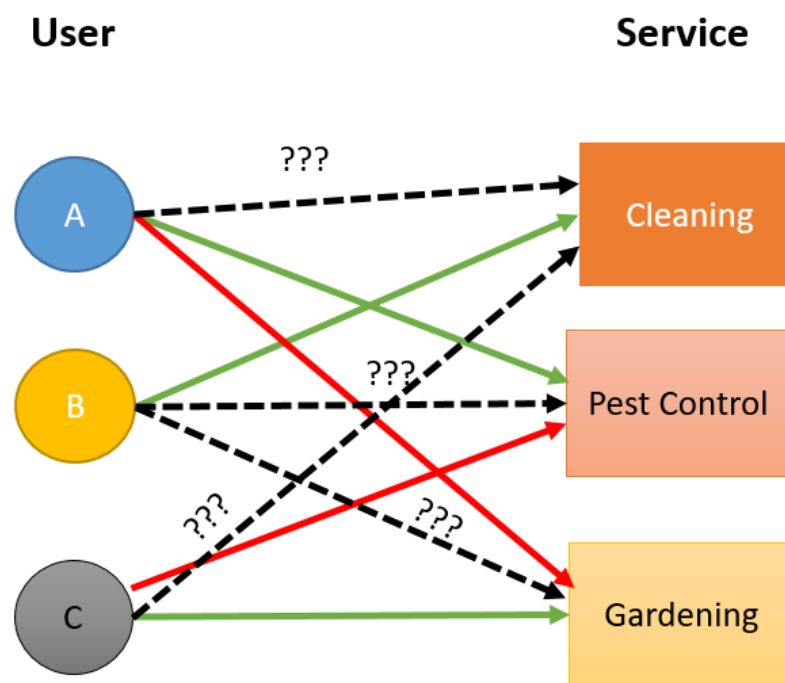 User
Service
???
A
Cleaning
???
B
Pest Control
???
???
C
Gardening